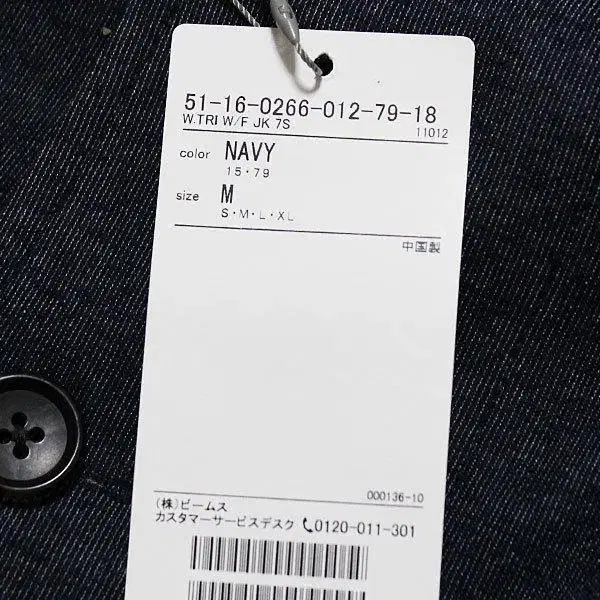 51-16-0266-012-79-18
W.TRI W/F JK 7S
11012
color NAVY
15・79
size M
S・M・L・XL
中国製
000136-10
(株)ビームス
カスタマーサービスデスク 0120-011-301